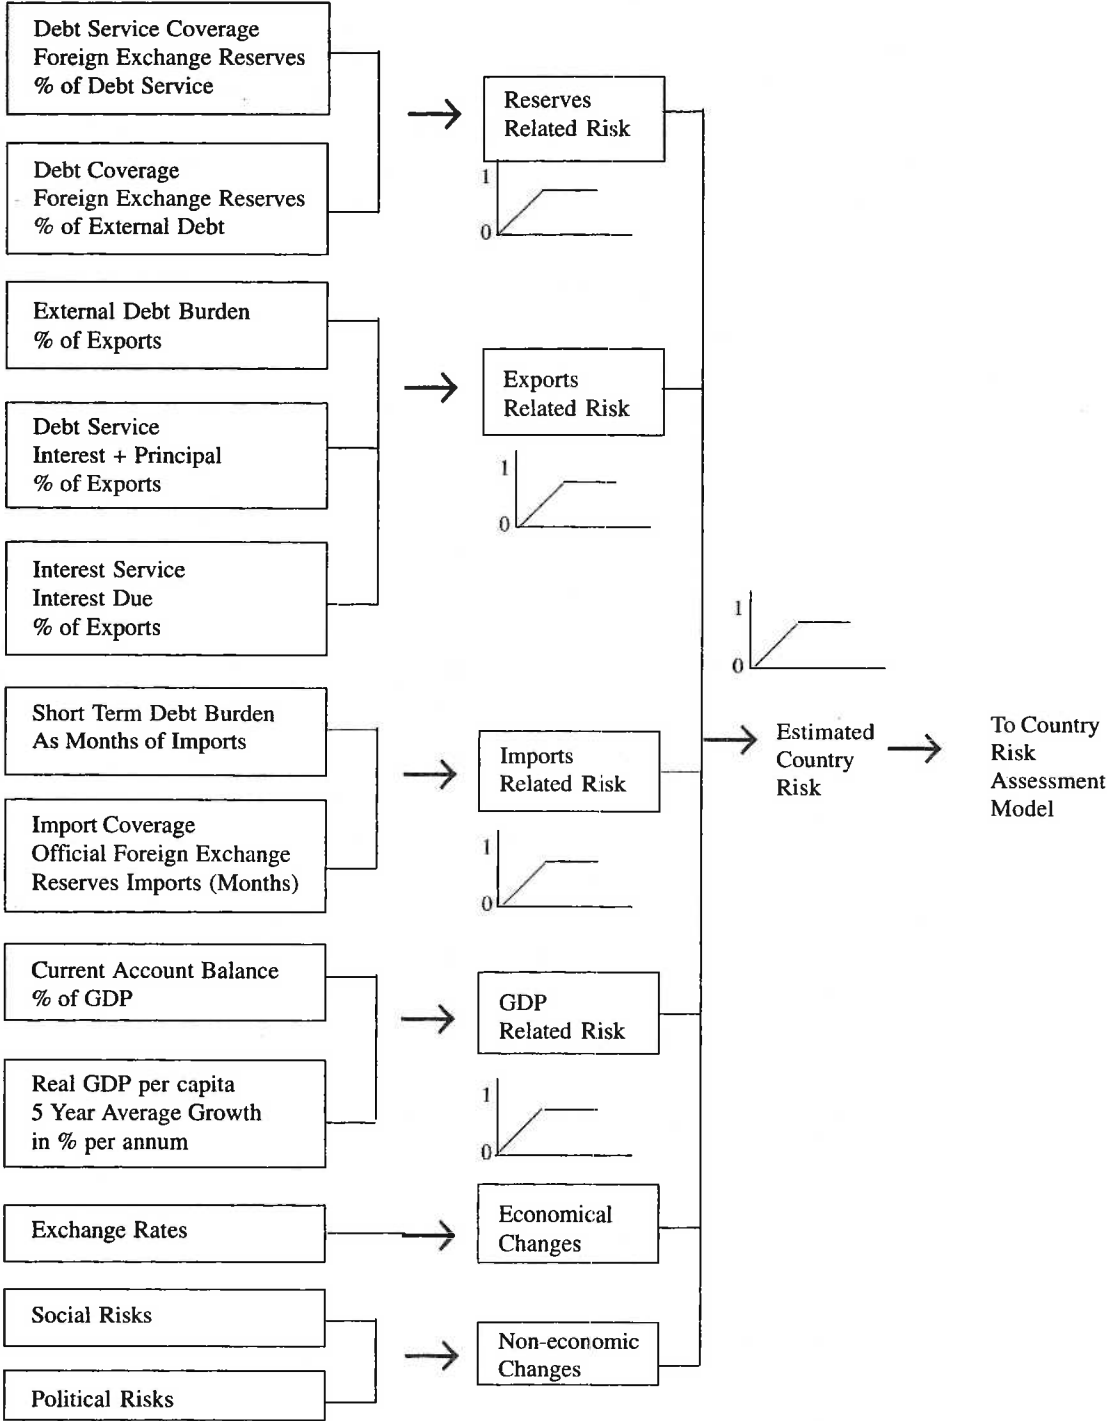 Debt Service Coverage
Foreign Exchange Reserves
% of Debt Service
Debt Coverage
Foreign Exchange Reserves
% of External Debt
External Debt Burden
% of Exports
Debt Service
Interest + Principal
% of Exports
Interest Service
Interest Due
% of Exports
Short Term Debt Burden
As Months of Imports
Import Coverage
Official Foreign Exchange
Reserves Imports (Months)
Current Account Balance
% of GDP
Real GDP per capita
5 Year Average Growth
in % per annum
Exchange Rates
Social Risks
Political Risks
Reserves
Related Risk
1
0
Exports
Related Risk
1
0
Imports
Related Risk
1
0
GDP
Related Risk
1
0
Economical
Changes
Non-economic
Changes
1
0
Estimated
Country
Risk
To Country
Risk
Assessment
Model